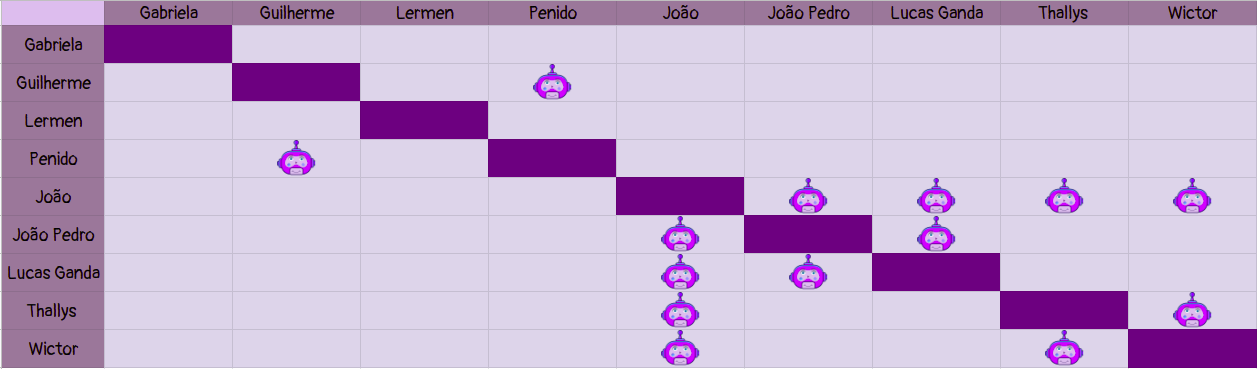 Gabriela Guilherme Lermen Penido João João Pedro Lucas Ganda Thallys Wictor
Gabriela
Guilherme
Lermen
Penido
João
João Pedro
Lucas Ganda
Thallys
Wictor